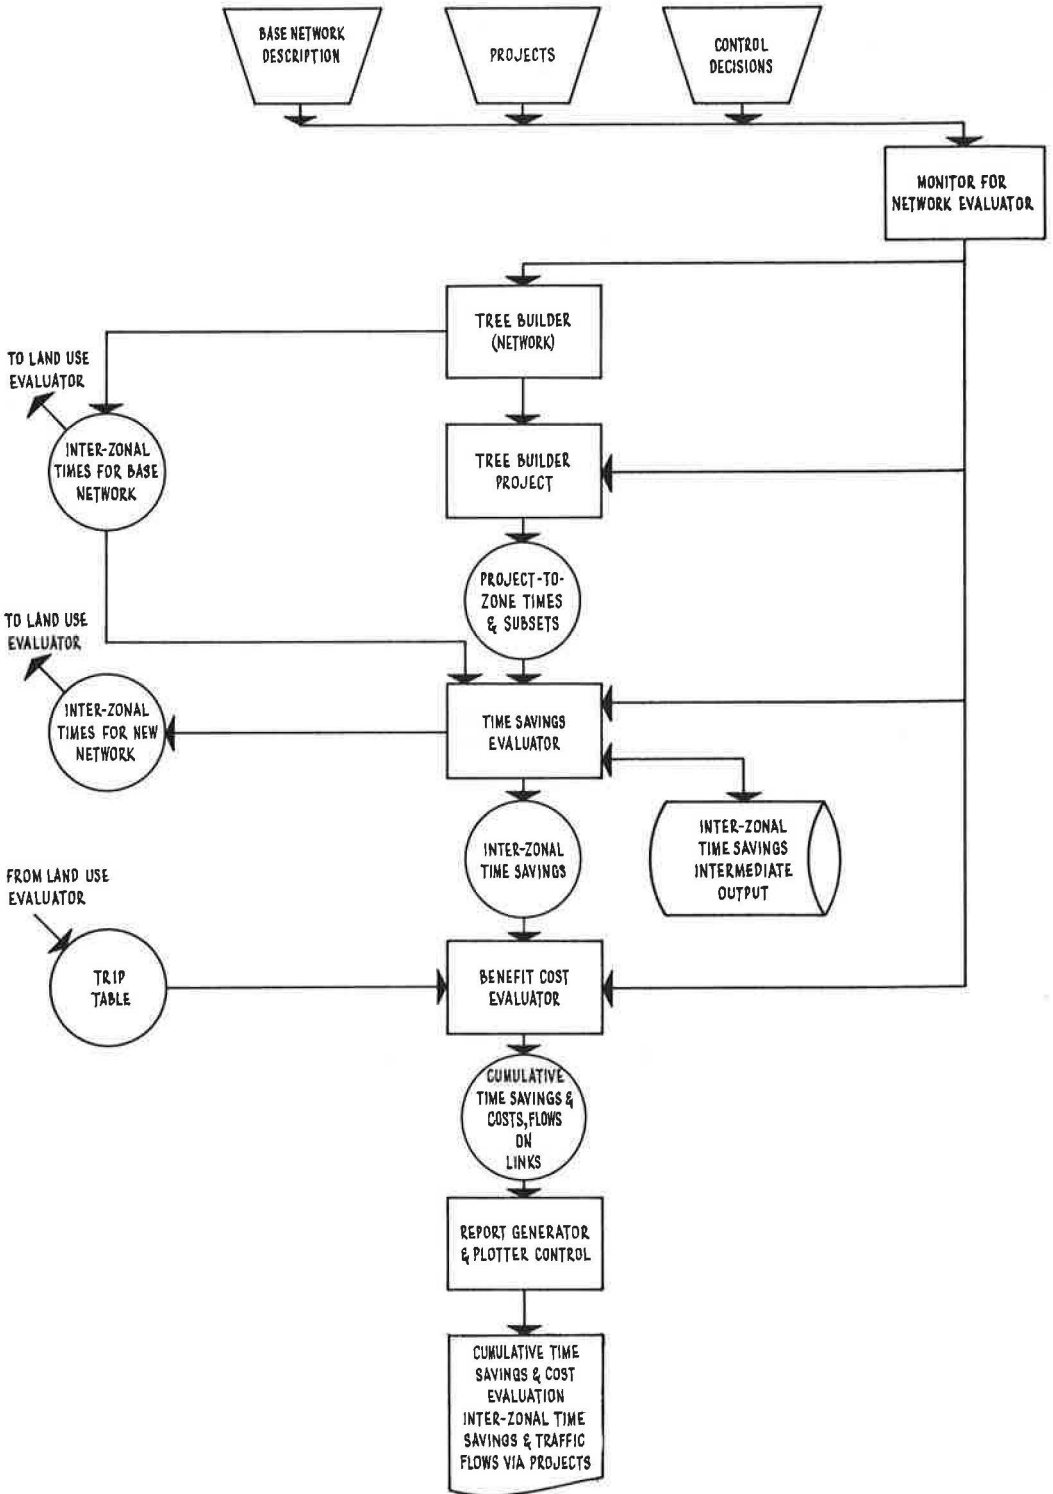 BASE NETWORK
DESCRIPTION
PROJECTS
CONTROL
DECISIONS
MONITOR FOR
NETWORK EVALUATOR
TREE BUILDER
(NETWORK)
TO LAND USE
EVALUATOR
INTER-ZONAL
TIMES FOR BASE
NETWORK
TREE BUILDER
PROJECT
PROJECT-TO-
ZONE TIMES
& SUBSETS
TO LAND USE
EVALUATOR
INTER-ZONAL
TIMES FOR NEW
NETWORK
TIME SAVINGS
EVALUATOR
INTER-ZONAL
TIME SAVINGS
INTERMEDIATE
OUTPUT
INTER-ZONAL
TIME SAVINGS
FROM LAND USE
EVALUATOR
TRIP
TABLE
BENEFIT COST
EVALUATOR
CUMULATIVE
TIME SAVINGS &
COSTS, FLOWS
ON
LINKS
REPORT GENERATOR
& PLOTTER CONTROL
CUMULATIVE TIME
SAVINGS & COST
EVALUATION
INTER-ZONAL TIME
SAVINGS & TRAFFIC
FLOWS VIA PROJECTS